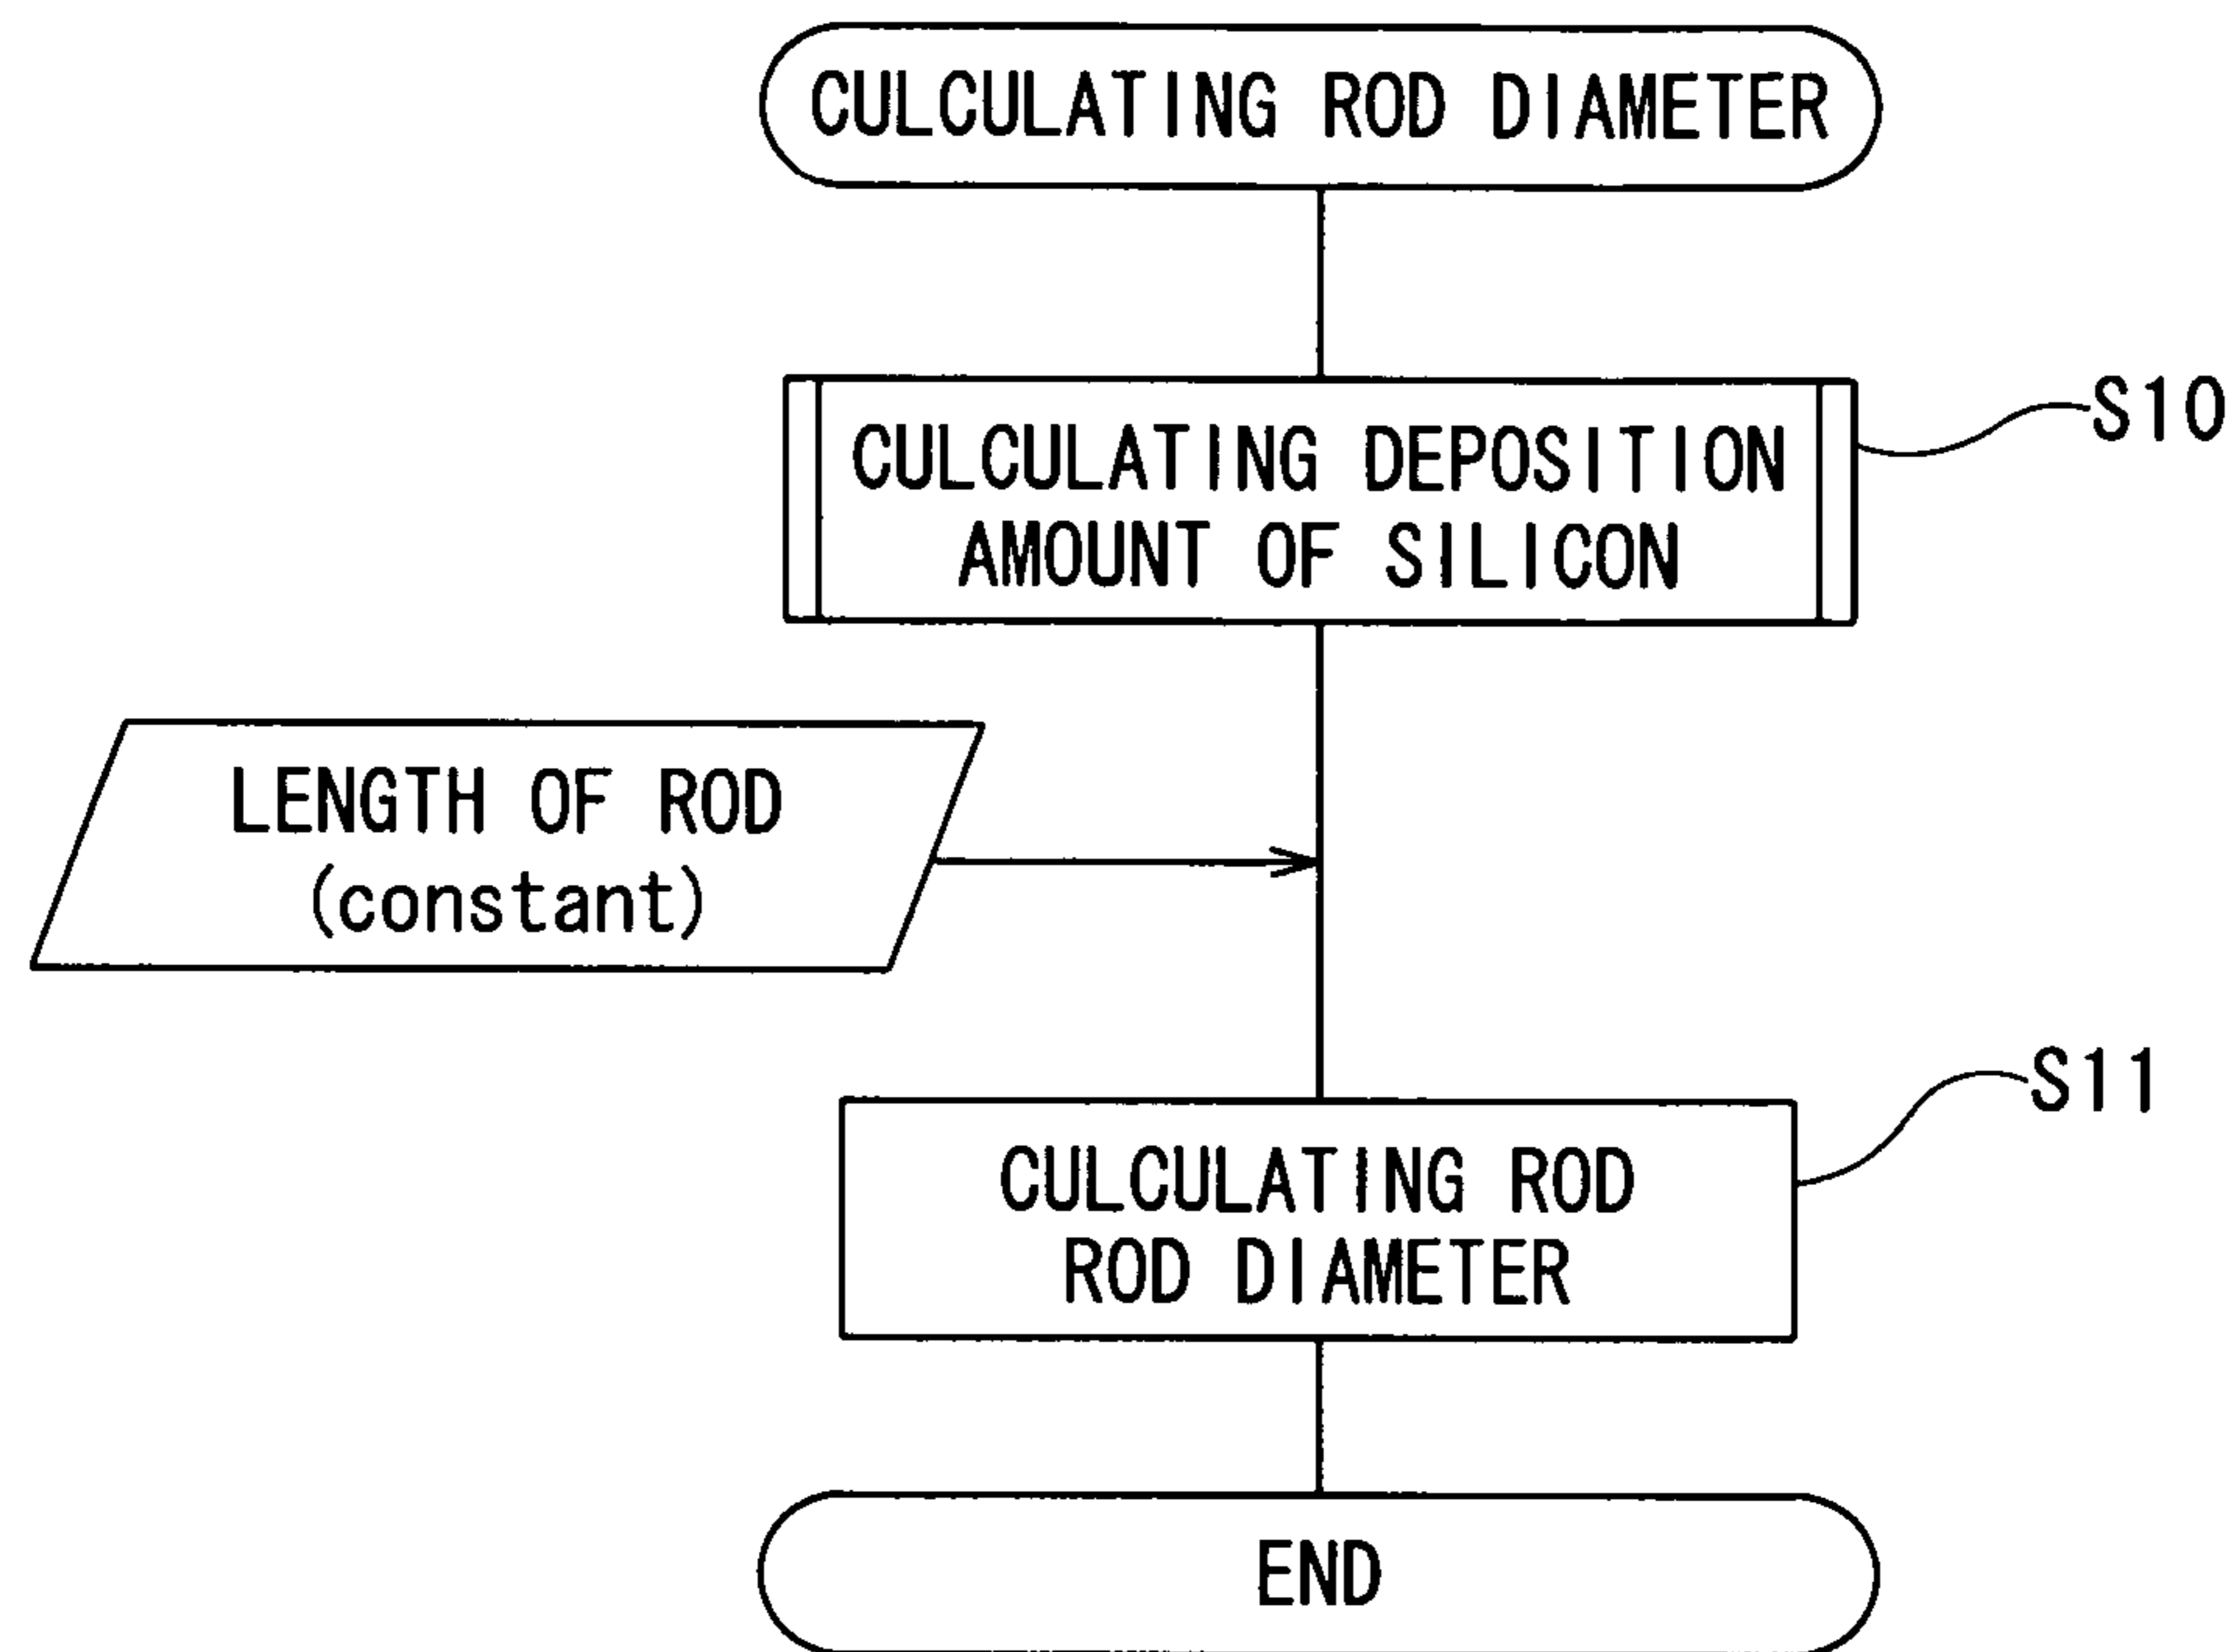 CULCULATING ROD DIAMETER
CULCULATING DEPOSITION
AMOUNT OF SILICON
S10
LENGTH OF ROD
(constant)
S11
CULCULATING ROD
ROD DIAMETER
END